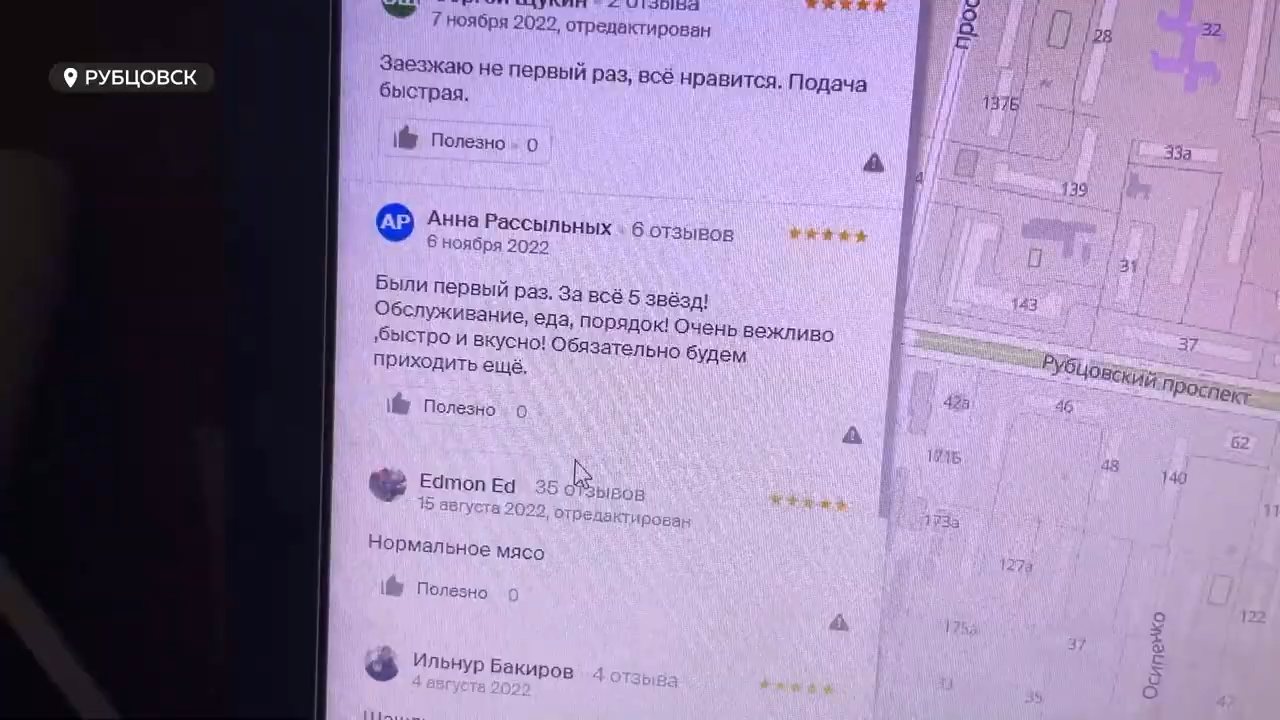 РУБЦОВСК
Щукин · 2 отзыва
7 ноября 2022, отредактирован
Заезжаю не первый раз, всё нравится. Подача
быстрая.
Полезно 0
АР
Анна Рассыльных · 6 отзывов
6 ноября 2022
Были первый раз. За всё 5 звёзд!
Обслуживание, еда, порядок! Очень вежливо
,быстро и вкусно! Обязательно будем
приходить ещё.
Полезно 0
Edmon Ed 35 отзывов
15 августа 2022, отредактирован
Нормальное мясо
Полезно 0
Ильнур Бакиров 4 отзыва
4 августа 2022
28
32
137Б
33а
4
139
31
143
37
Рубцовский проспект
42а
46
62
171Б
48
140
173а
127а
122
175а
37
Осипенко